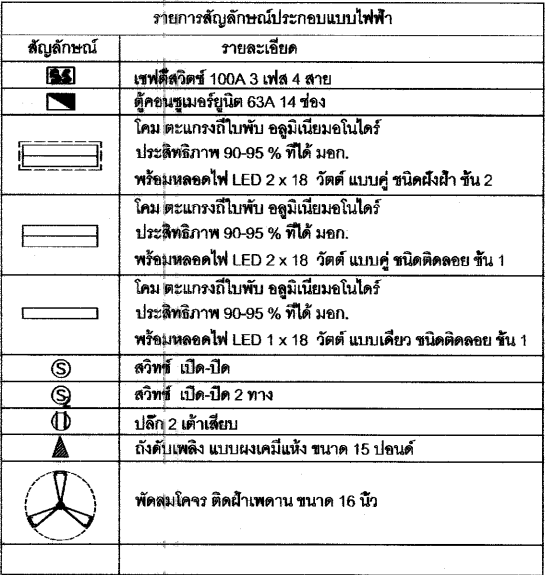 รายการสัญลักษณ์ประกอบแบบไฟฟ้า
สัญลักษณ์ รายละเอียด
SS เซฟตี้สวิตซ์ 100A 3 เฟส 4 สาย
ตู้คอนซูเมอร์ยูนิต 63A 14 ช่อง
โคม ตะแกรงถี่ใบพับ อลูมิเนียมอโนไดร์
ประสิทธิภาพ 90-95 % ที่ได้ มอก.
พร้อมหลอดไฟ LED 2 x 18 วัตต์ แบบคู่ ชนิดฝังฝ้า ชั้น 2
โคม ตะแกรงถี่ใบพับ อลูมิเนียมอโนไดร์
ประสิทธิภาพ 90-95 % ที่ได้ มอก.
พร้อมหลอดไฟ LED 2 x 18 วัตต์ แบบคู่ ชนิดติดลอย ชั้น 1
โคม ตะแกรงถี่ใบพับ อลูมิเนียมอโนไดร์
ประสิทธิภาพ 90-95 % ที่ได้ มอก.
พร้อมหลอดไฟ LED 1 x 18 วัตต์ แบบเดี่ยว ชนิดติดลอย ชั้น 1
S สวิทซ์ เปิด-ปิด
S2 สวิทซ์ เปิด-ปิด 2 ทาง
ปลั๊ก 2 เต้าเสียบ
ถังดับเพลิง แบบผงเคมีแห้ง ขนาด 15 ปอนด์
พัดลมโคจร ติดฝ้าเพดาน ขนาด 16 นิ้ว